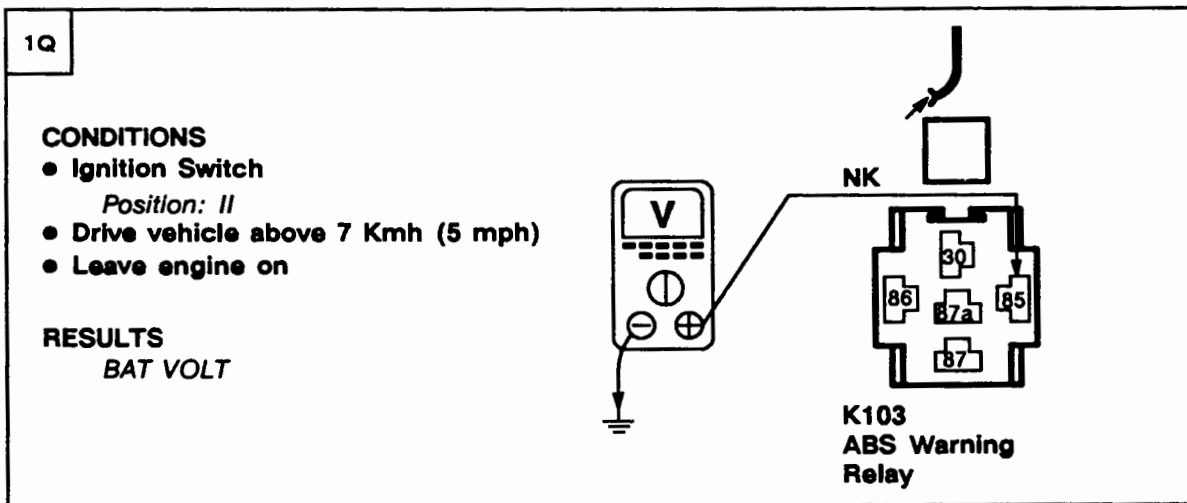 1Q
CONDITIONS
● Ignition Switch
Position: II
● Drive vehicle above 7 Kmh (5 mph)
● Leave engine on
RESULTS
BAT VOLT
V
NK
30
86
87a
85
87
K103
ABS Warning
Relay